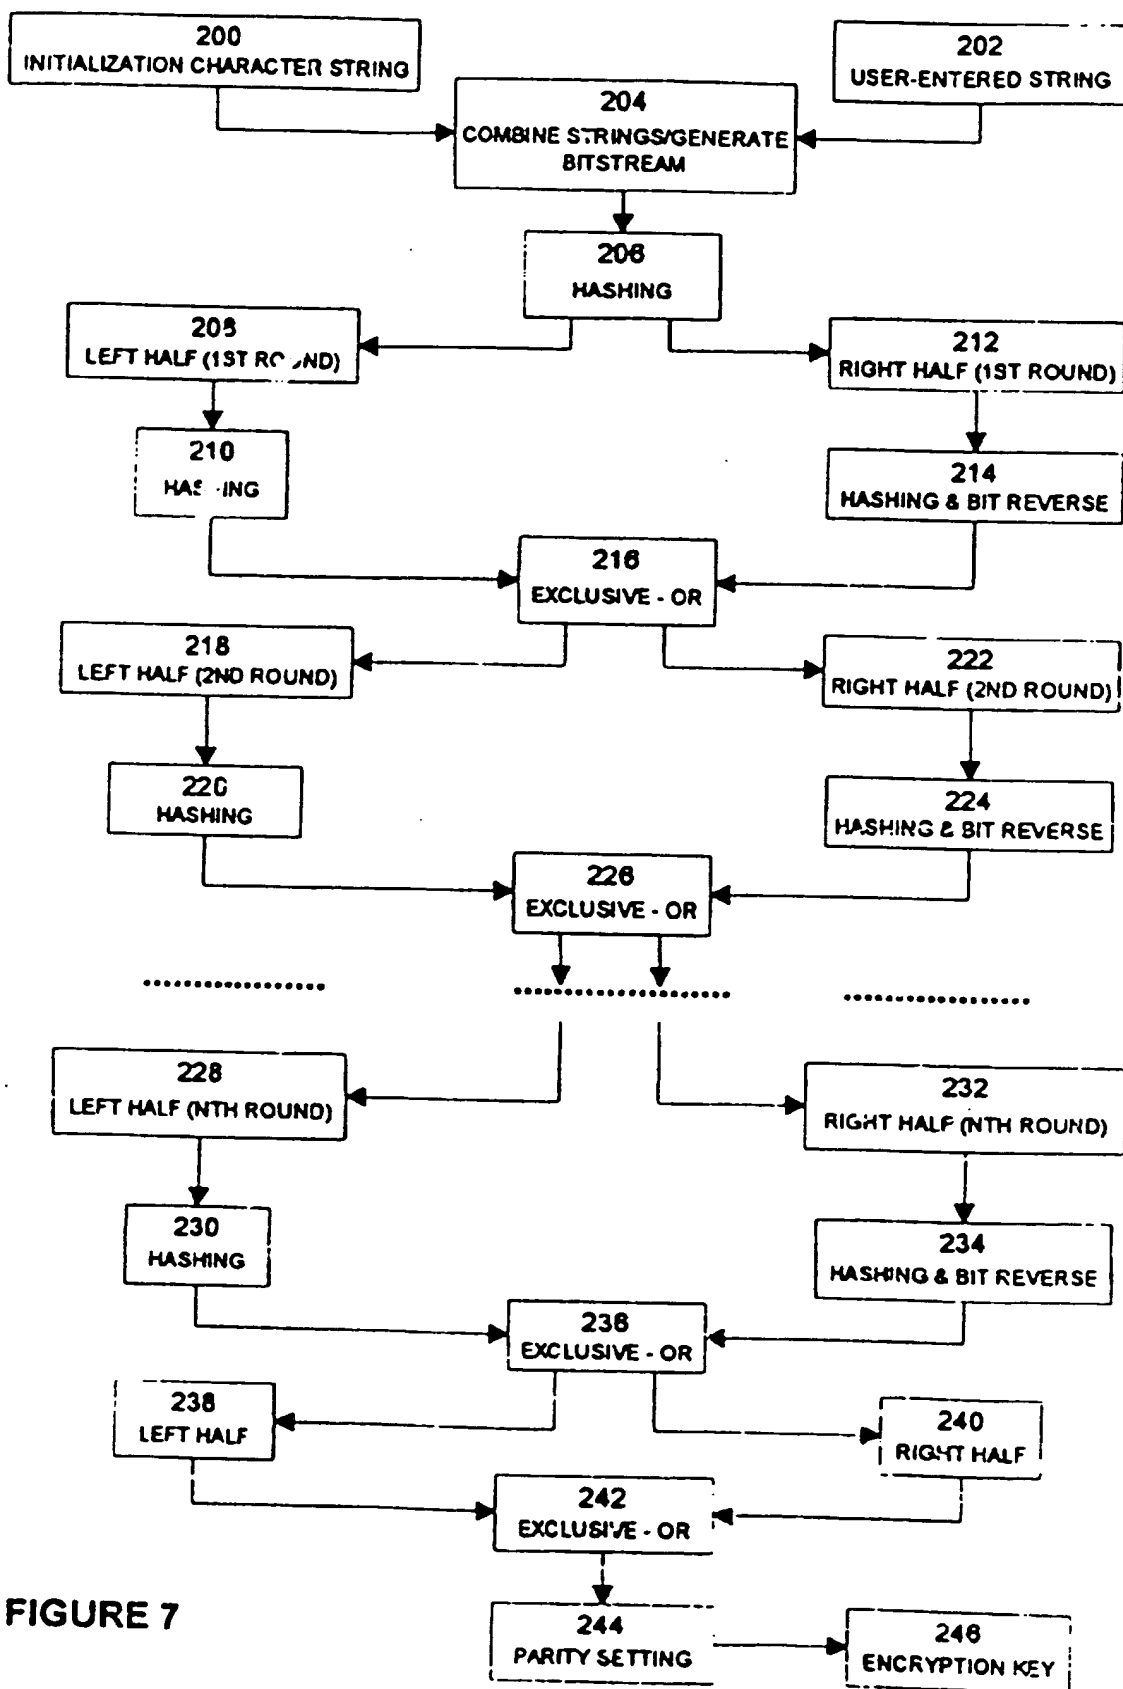 200
INITIALIZATION CHARACTER STRING
202
USER-ENTERED STRING
204
COMBINE STRINGS/GENERATE
BITSTREAM
206
HASHING
208
LEFT HALF (1ST ROUND)
212
RIGHT HALF (1ST ROUND)
210
HASHING
214
HASHING & BIT REVERSE
216
EXCLUSIVE - OR
218
LEFT HALF (2ND ROUND)
222
RIGHT HALF (2ND ROUND)
220
HASHING
224
HASHING & BIT REVERSE
226
EXCLUSIVE - OR
228
LEFT HALF (NTH ROUND)
232
RIGHT HALF (NTH ROUND)
230
HASHING
234
HASHING & BIT REVERSE
236
EXCLUSIVE - OR
238
LEFT HALF
240
RIGHT HALF
242
EXCLUSIVE - OR
FIGURE 7
244
PARITY SETTING
246
ENCRYPTION KEY